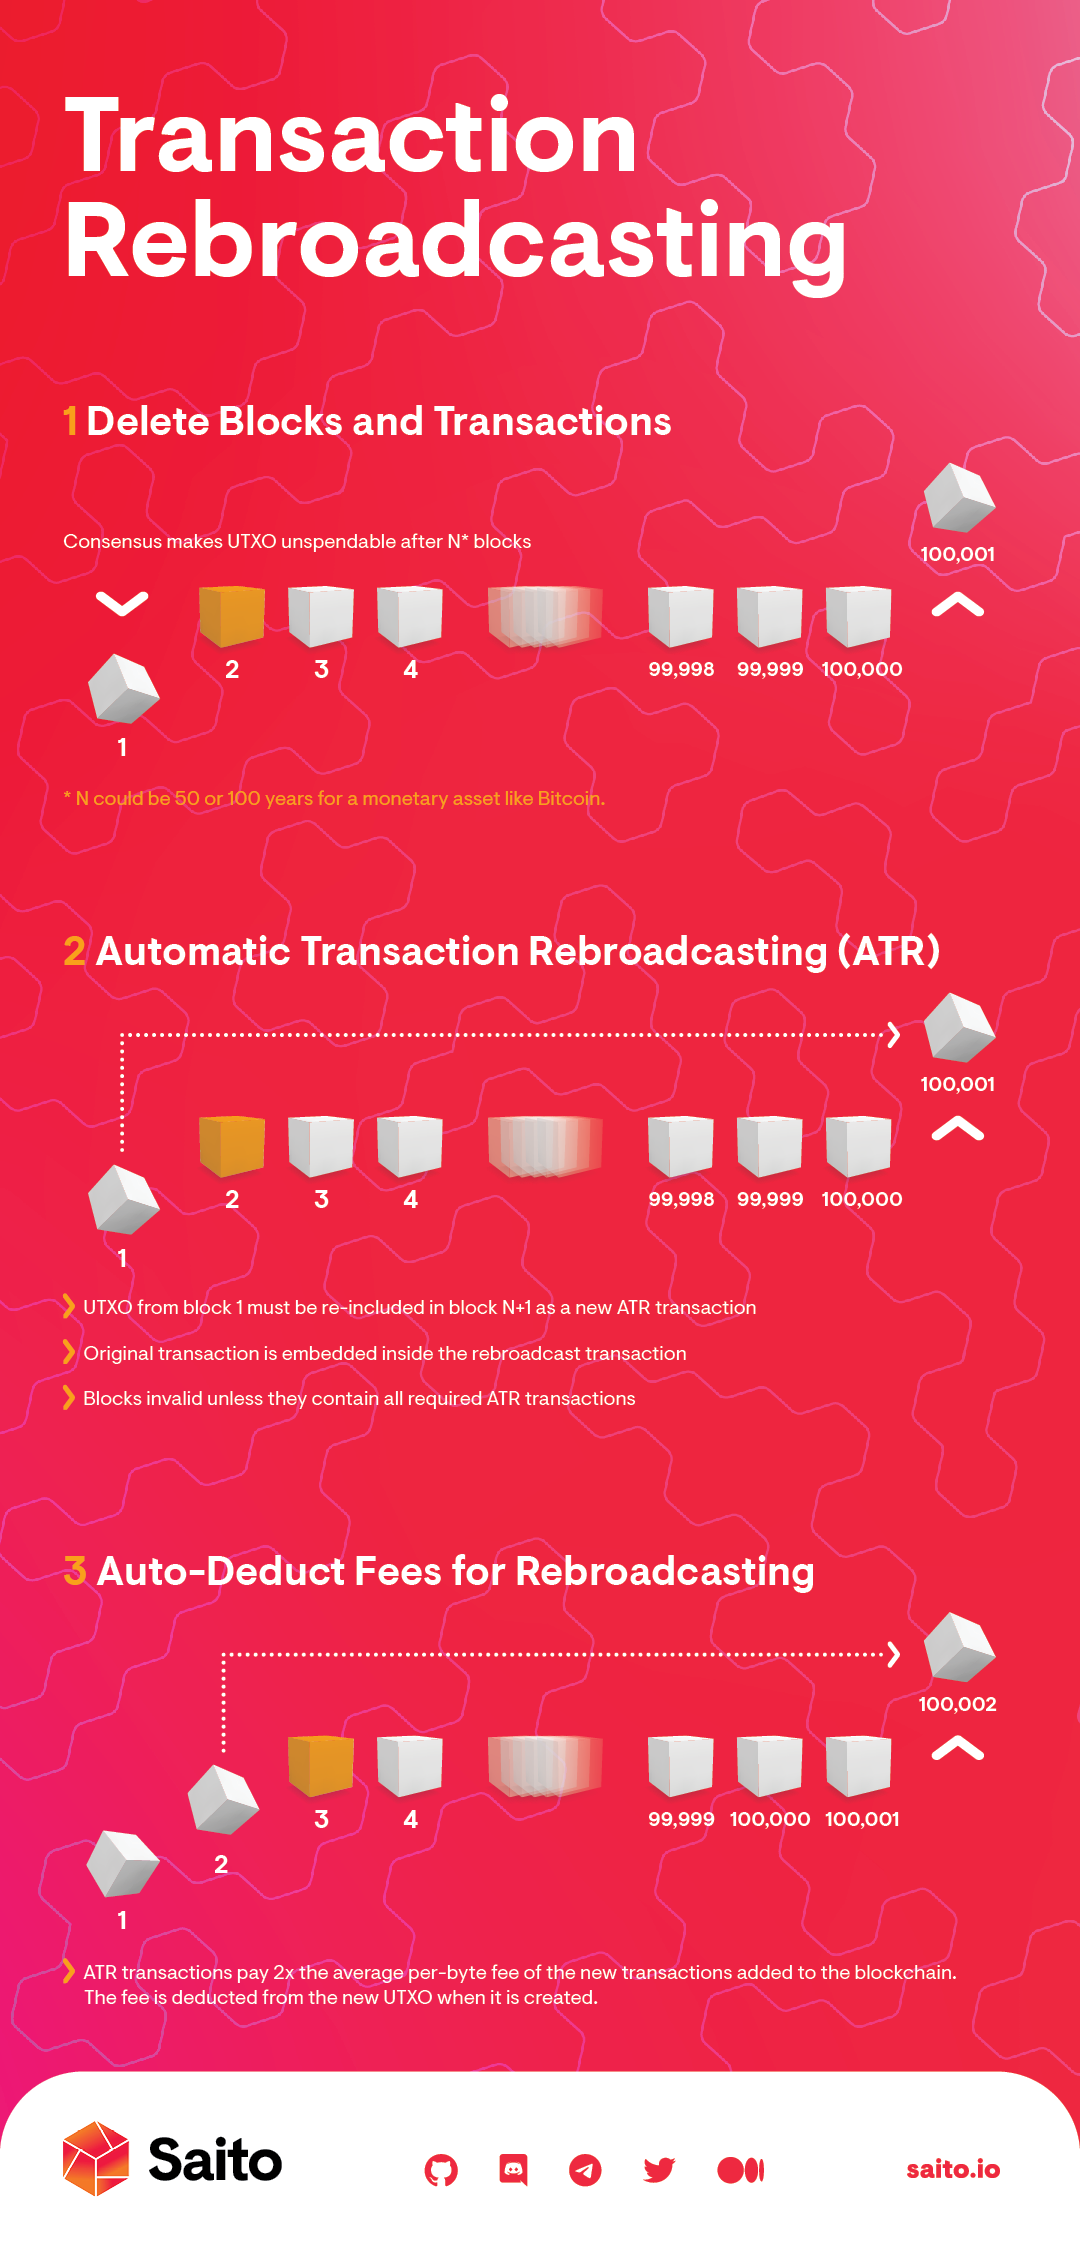 Transaction
Rebroadcasting
1 Delete Blocks and Transactions
100,001
Consensus makes UTXO unspendable after N* blocks
2 3 4 99,998 99,999 100,000
1
* N could be 50 or 100 years for a monetary asset like Bitcoin.
2 Automatic Transaction Rebroadcasting (ATR)
100,001
2 3 4 99,998 99,999 100,000
1
UTXO from block 1 must be re-included in block N+1 as a new ATR transaction
Original transaction is embedded inside the rebroadcast transaction
Blocks invalid unless they contain all required ATR transactions
3 Auto-Deduct Fees for Rebroadcasting
100,002
3 4 99,999 100,000 100,001
2
1
ATR transactions pay 2x the average per-byte fee of the new transactions added to the blockchain.
The fee is deducted from the new UTXO when it is created.
Saito
saito.io